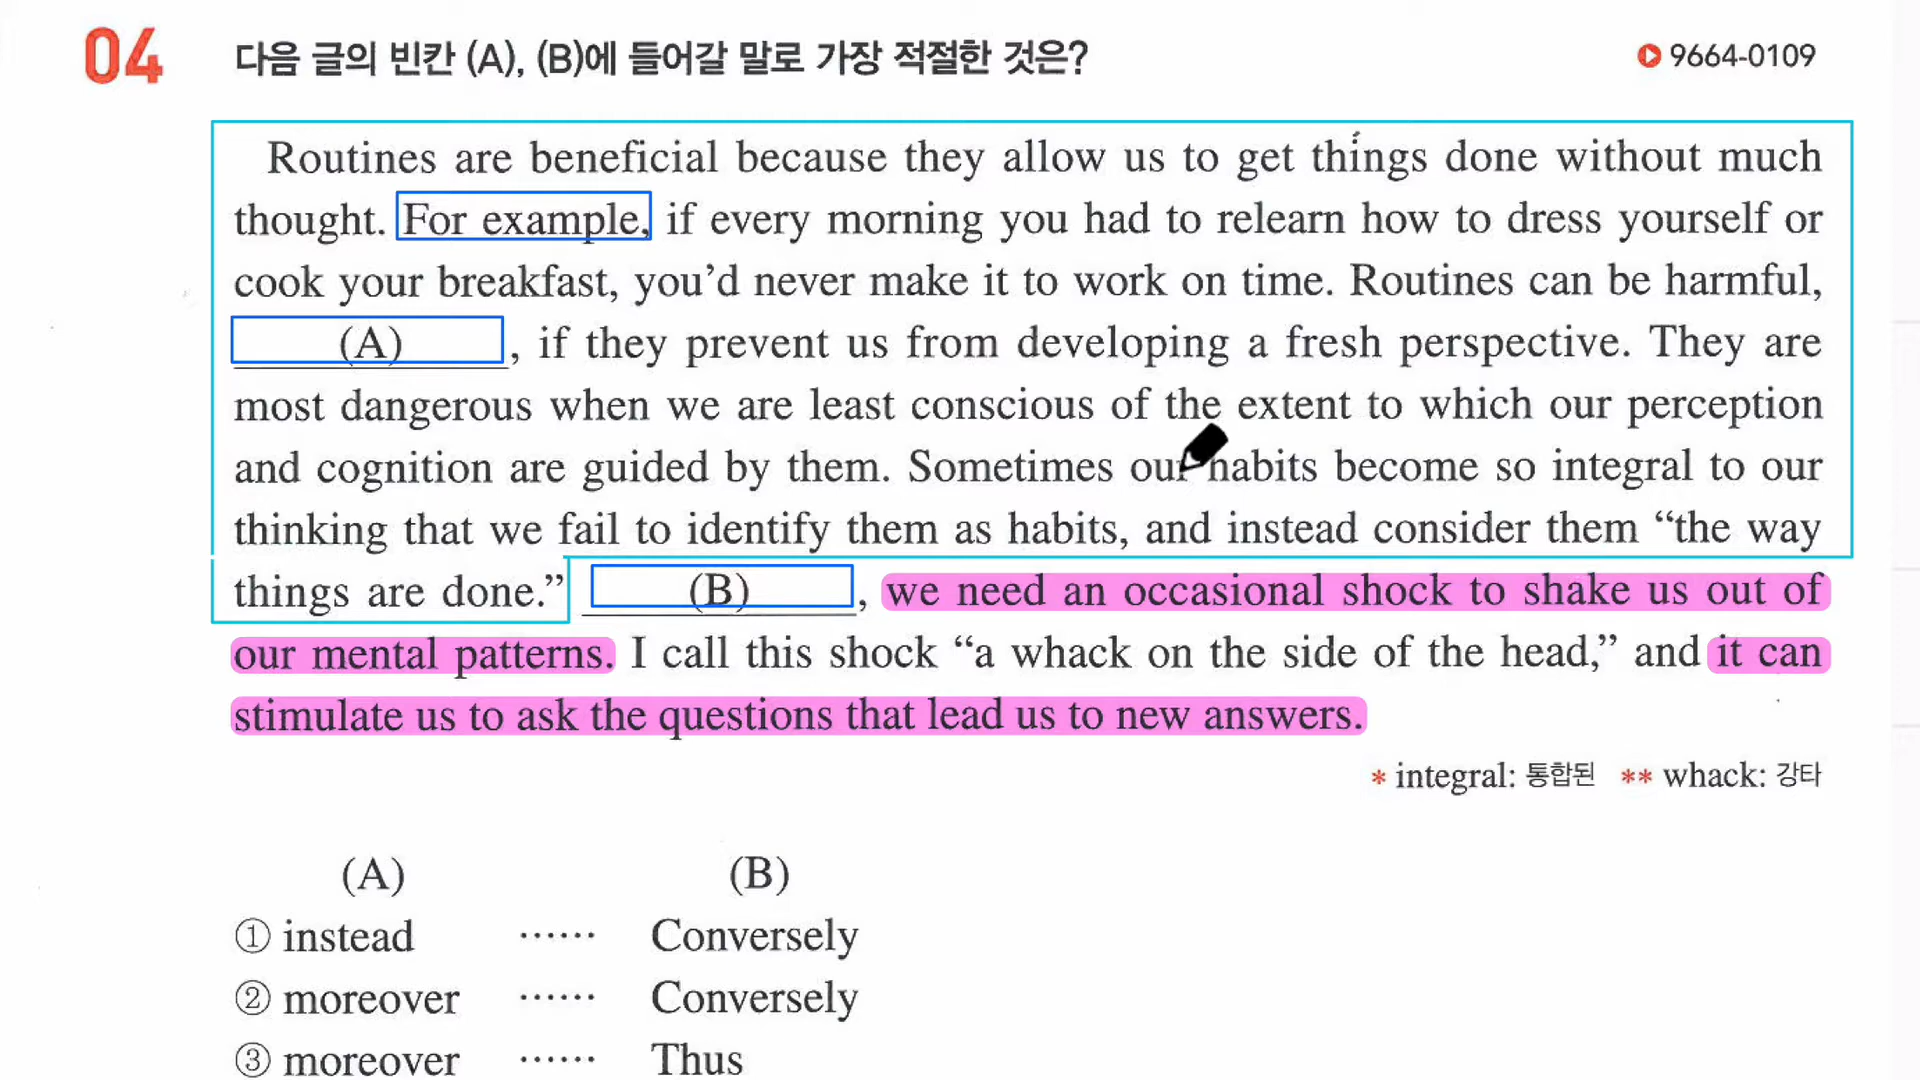 04 다음 글의 빈칸 (A), (B)에 들어갈 말로 가장 적절한 것은? 9664-0109
Routines are beneficial because they allow us to get things done without much
thought. For example, if every morning you had to relearn how to dress yourself or
cook your breakfast, you’d never make it to work on time. Routines can be harmful,
(A) , if they prevent us from developing a fresh perspective. They are
most dangerous when we are least conscious of the extent to which our perception
and cognition are guided by them. Sometimes our habits become so integral to our
thinking that we fail to identify them as habits, and instead consider them “the way
things are done.” (B) , we need an occasional shock to shake us out of
our mental patterns. I call this shock “a whack on the side of the head,” and it can
stimulate us to ask the questions that lead us to new answers.
* integral: 통합된 ** whack: 강타
(A) (B)
① instead ······ Conversely
② moreover ······ Conversely
③ moreover ······ Thus